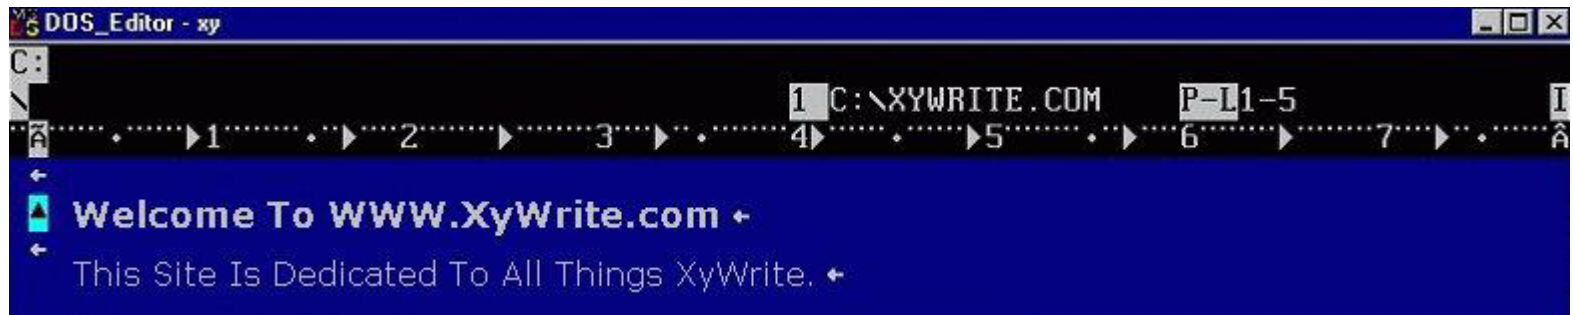 DOS_Editor - xy
C:
\ 1 C:\XYWRITE.COM P-L1-5 I
Ã 1 2 3 4 5 6 7 Â
Welcome To WWW.XyWrite.com
This Site Is Dedicated To All Things XyWrite.